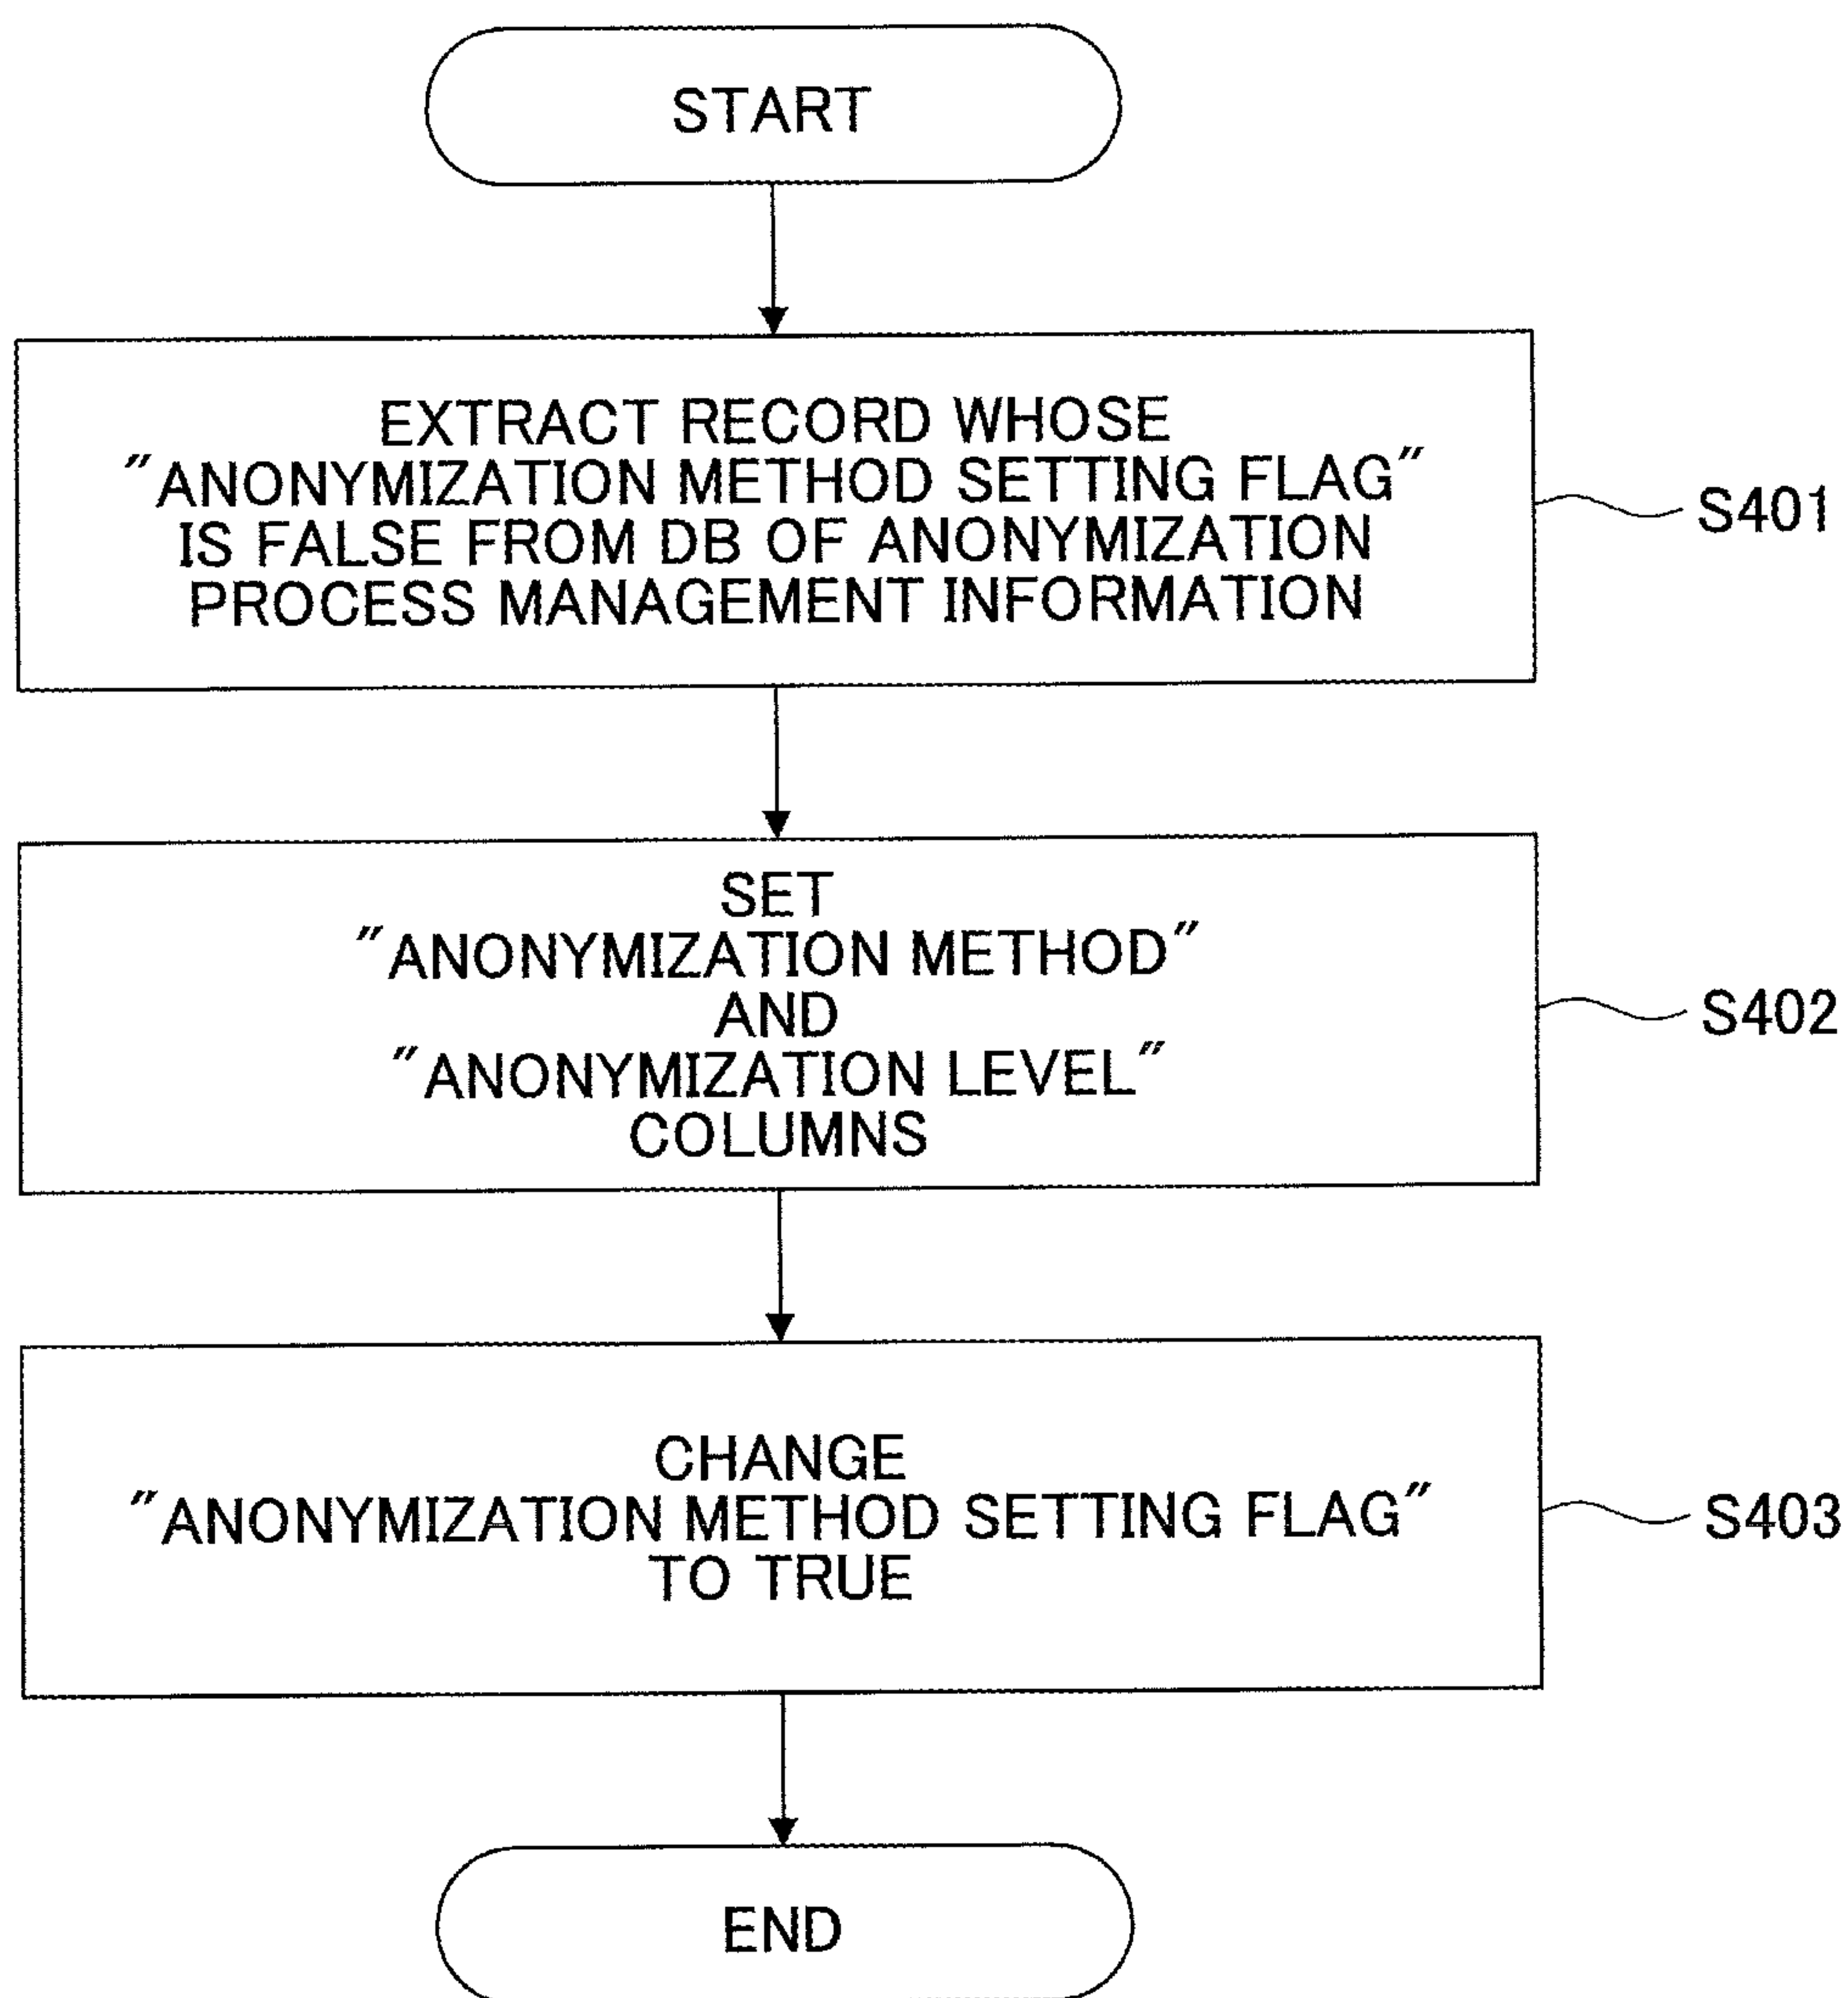 START
EXTRACT RECORD WHOSE
"ANONYMIZATION METHOD SETTING FLAG"
IS FALSE FROM DB OF ANONYMIZATION
PROCESS MANAGEMENT INFORMATION
S401
SET
"ANONYMIZATION METHOD"
AND
"ANONYMIZATION LEVEL"
COLUMNS
S402
CHANGE
"ANONYMIZATION METHOD SETTING FLAG"
TO TRUE
S403
END